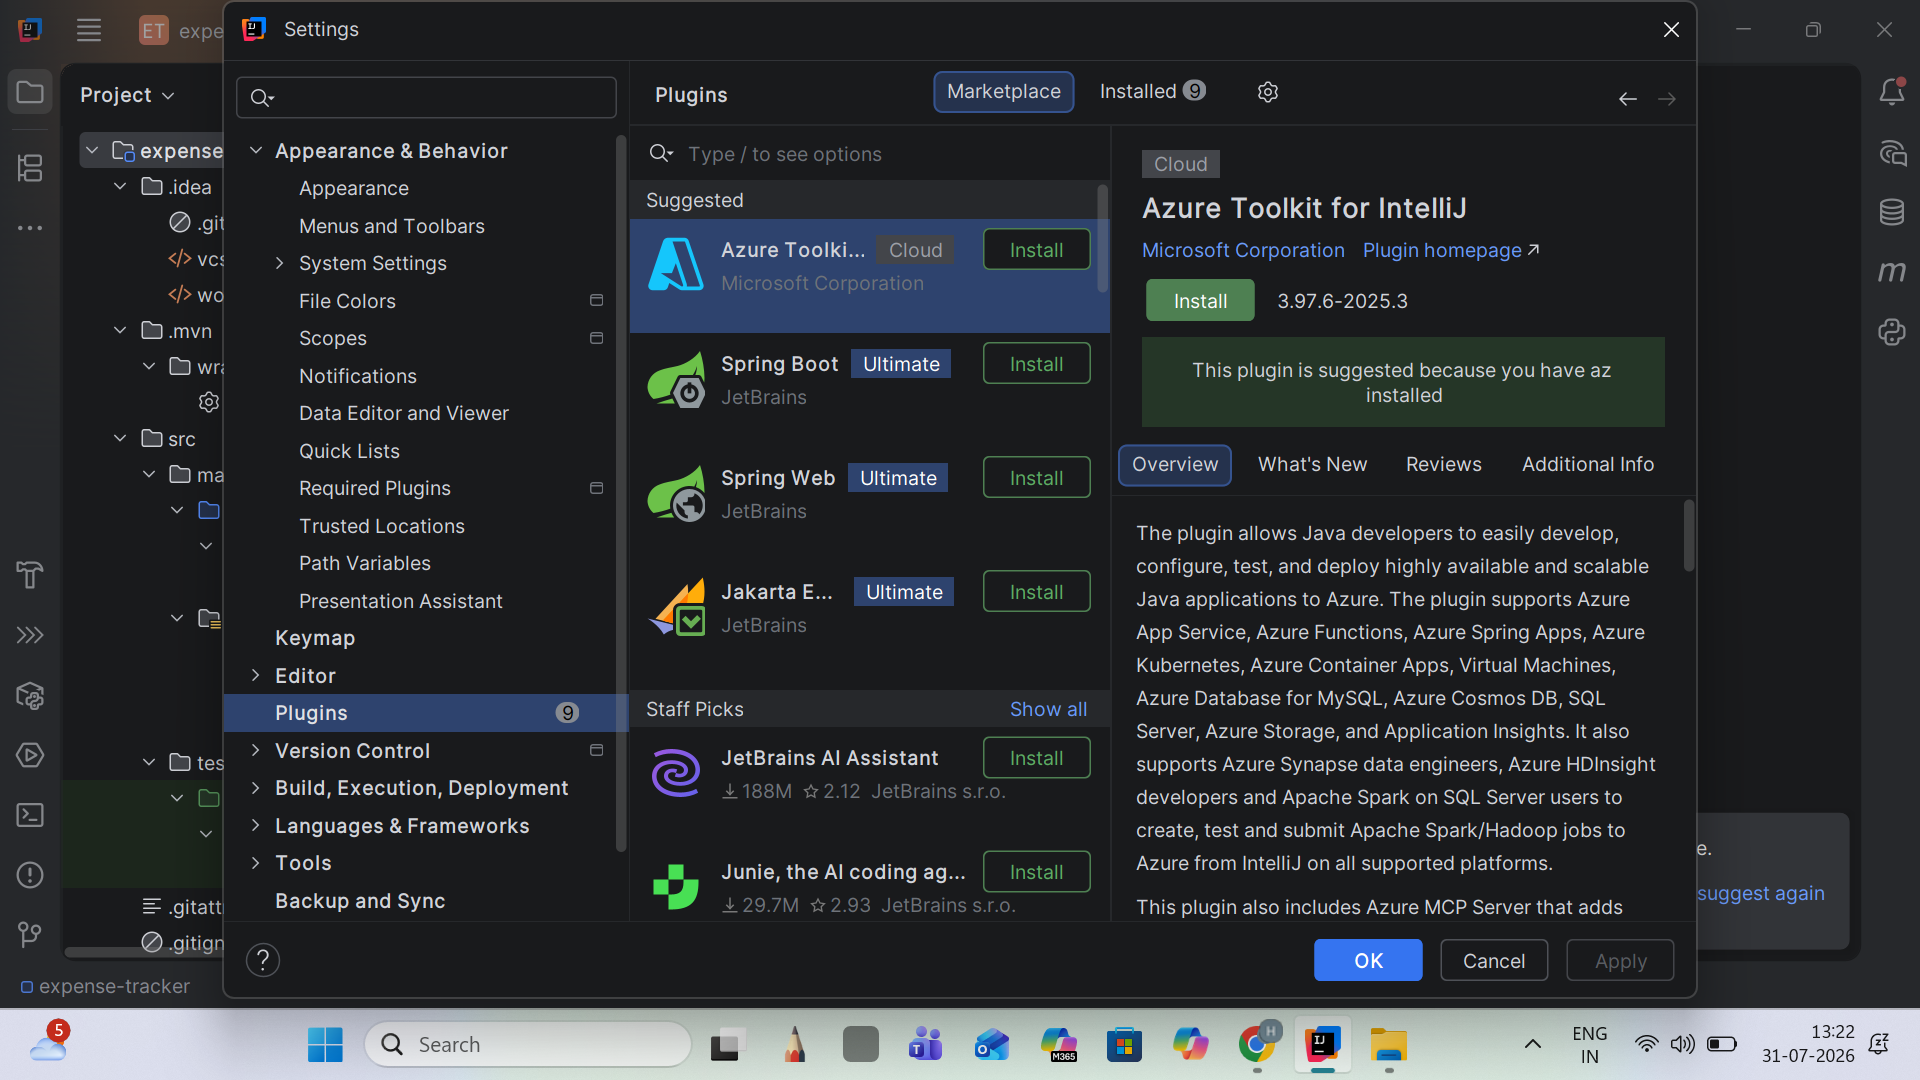 ET expe
Settings
Project
expense
.idea
.git
vcs
wo
.mvn
wra
src
ma
tes
.gitattr
.gitign
expense-tracker
Appearance & Behavior
Appearance
Menus and Toolbars
System Settings
File Colors
Scopes
Notifications
Data Editor and Viewer
Quick Lists
Required Plugins
Trusted Locations
Path Variables
Presentation Assistant
Keymap
Editor
Plugins 9
Version Control
Build, Execution, Deployment
Languages & Frameworks
Tools
Backup and Sync
?
Plugins
Marketplace
Installed 9
Type / to see options
Suggested
Azure Toolki... Cloud Install
Microsoft Corporation
Spring Boot Ultimate Install
JetBrains
Spring Web Ultimate Install
JetBrains
Jakarta E... Ultimate Install
JetBrains
Staff Picks Show all
JetBrains AI Assistant Install
188M 2.12 JetBrains s.r.o.
Junie, the AI coding ag... Install
29.7M 2.93 JetBrains s.r.o.
Cloud
Azure Toolkit for IntelliJ
Microsoft Corporation Plugin homepage ↗
Install 3.97.6-2025.3
This plugin is suggested because you have az
installed
Overview What's New Reviews Additional Info
The plugin allows Java developers to easily develop,
configure, test, and deploy highly available and scalable
Java applications to Azure. The plugin supports Azure
App Service, Azure Functions, Azure Spring Apps, Azure
Kubernetes, Azure Container Apps, Virtual Machines,
Azure Database for MySQL, Azure Cosmos DB, SQL
Server, Azure Storage, and Application Insights. It also
supports Azure Synapse data engineers, Azure HDInsight
developers and Apache Spark on SQL Server users to
create, test and submit Apache Spark/Hadoop jobs to
Azure from IntelliJ on all supported platforms.
This plugin also includes Azure MCP Server that adds
OK Cancel Apply
e.
suggest again
m
5
Search
M365
H
ENG
IN
13:22
31-07-2026